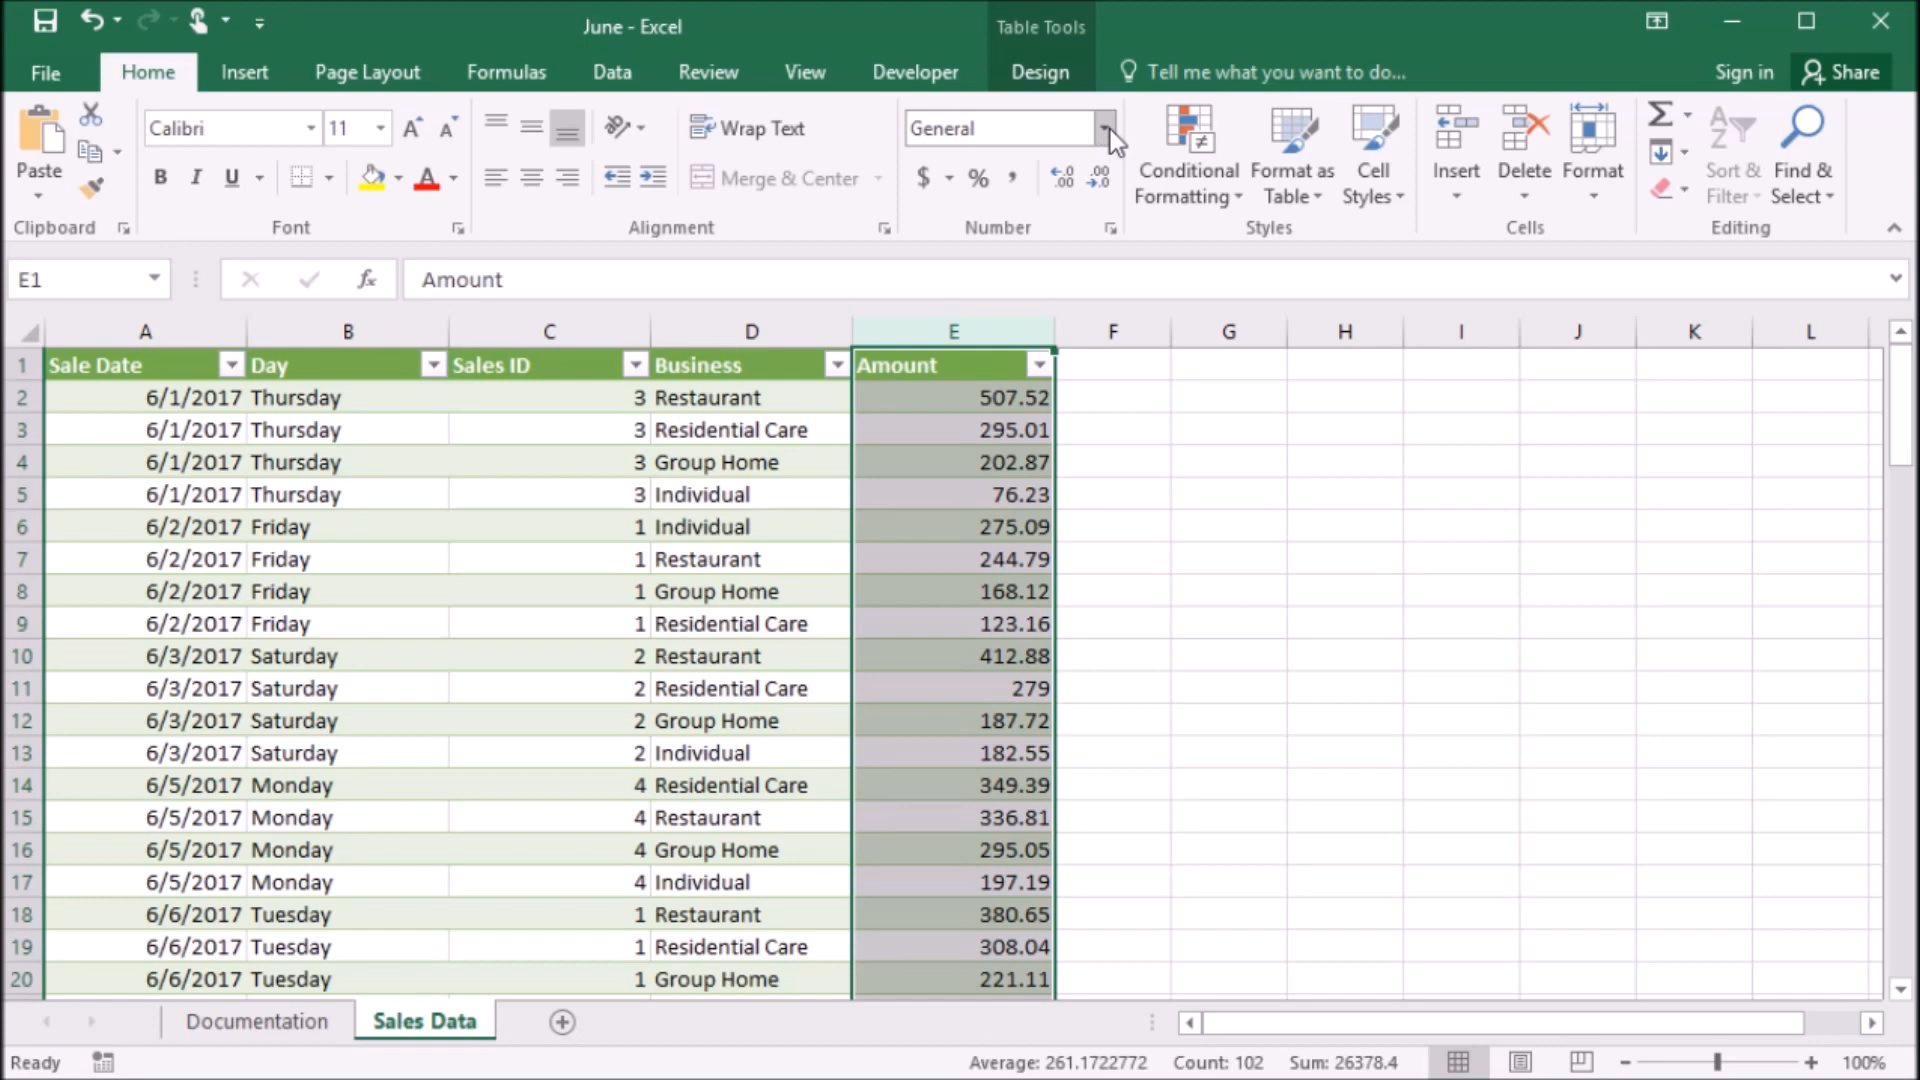 June - Excel
Table Tools
File Home Insert Page Layout Formulas Data Review View Developer Design Tell me what you want to do... Sign in Share
Paste
Clipboard
Calibri 11
B I U
Font
Wrap Text
Merge & Center
Alignment
General
$ % ,
Number
Conditional Formatting
Format as Table
Cell Styles
Styles
Insert Delete Format
Cells
Sort & Filter
Find & Select
Editing
E1 fx Amount
A B C D E F G H I J K L
1 Sale Date Day Sales ID Business Amount
2 6/1/2017 Thursday 3 Restaurant 507.52
3 6/1/2017 Thursday 3 Residential Care 295.01
4 6/1/2017 Thursday 3 Group Home 202.87
5 6/1/2017 Thursday 3 Individual 76.23
6 6/2/2017 Friday 1 Individual 275.09
7 6/2/2017 Friday 1 Restaurant 244.79
8 6/2/2017 Friday 1 Group Home 168.12
9 6/2/2017 Friday 1 Residential Care 123.16
10 6/3/2017 Saturday 2 Restaurant 412.88
11 6/3/2017 Saturday 2 Residential Care 279
12 6/3/2017 Saturday 2 Group Home 187.72
13 6/3/2017 Saturday 2 Individual 182.55
14 6/5/2017 Monday 4 Residential Care 349.39
15 6/5/2017 Monday 4 Restaurant 336.81
16 6/5/2017 Monday 4 Group Home 295.05
17 6/5/2017 Monday 4 Individual 197.19
18 6/6/2017 Tuesday 1 Restaurant 380.65
19 6/6/2017 Tuesday 1 Residential Care 308.04
20 6/6/2017 Tuesday 1 Group Home 221.11
Documentation Sales Data
Ready Average: 261.1722772 Count: 102 Sum: 26378.4 100%